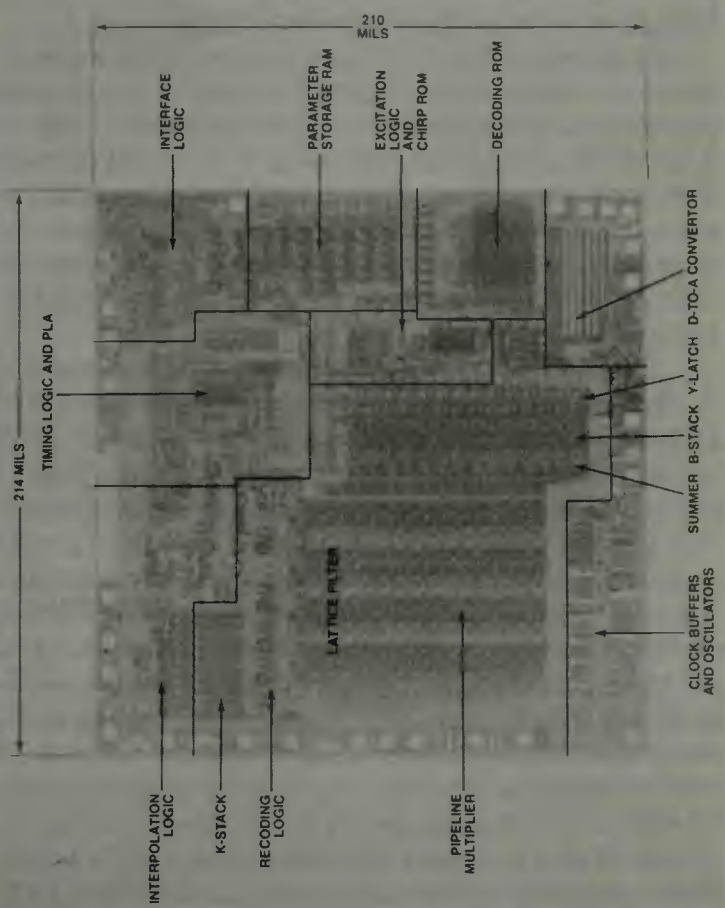 210
MILS
INTERFACE
LOGIC
PARAMETER
STORAGE RAM
EXCITATION
LOGIC
AND
CHIRP ROM
DECODING ROM
214 MILS
TIMING LOGIC AND PLA
LATTICE FILTER
INTERPOLATION
LOGIC
K-STACK
RECODING
LOGIC
PIPELINE
MULTIPLIER
CLOCK BUFFERS
AND OSCILLATORS
SUMMER
B-STACK
Y-LATCH
D-TO-A CONVERTOR